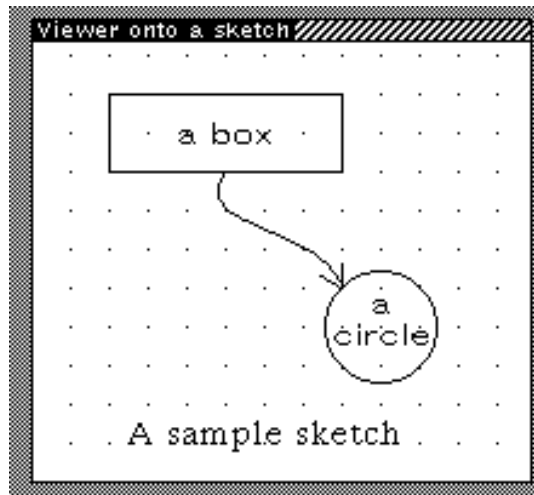 Viewer onto a sketch
a box
a
circle
A sample sketch